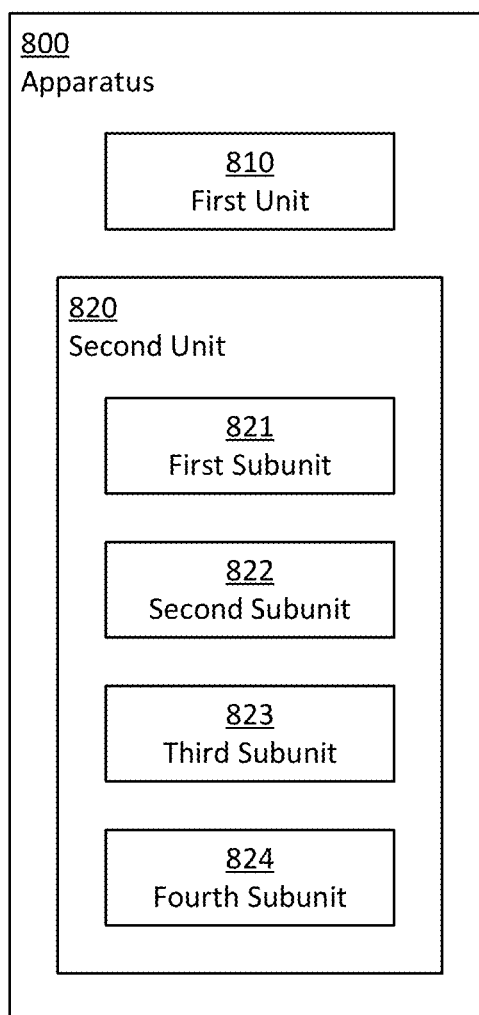 800
Apparatus
810
First Unit
820
Second Unit
821
First Subunit
822
Second Subunit
823
Third Subunit
824
Fourth Subunit